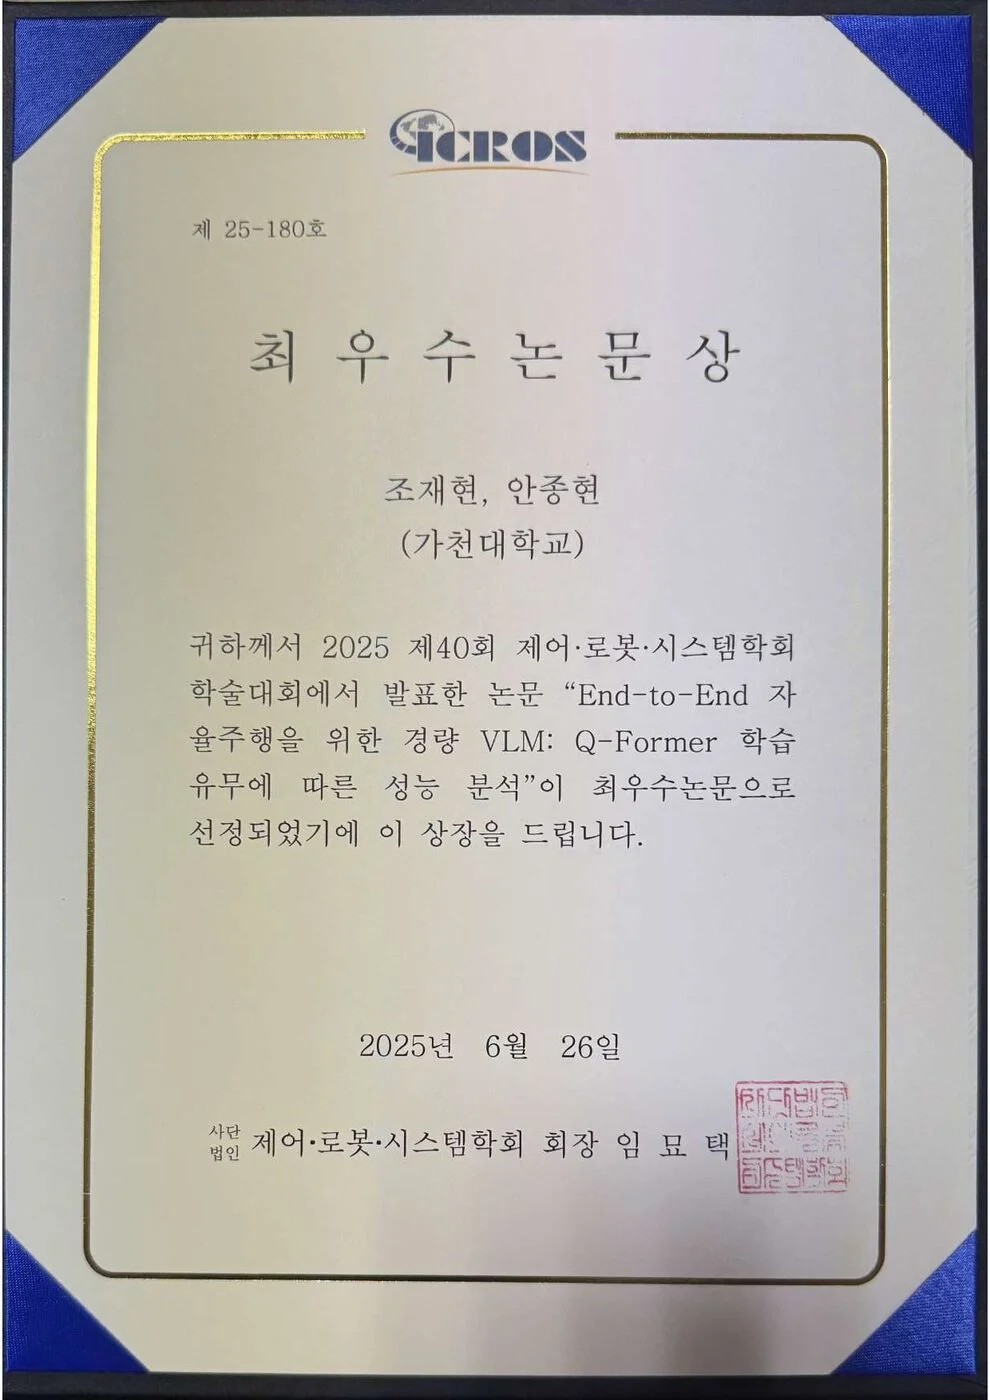 ICROS
제 25-180호
최우수논문상
조재현, 안종현
(가천대학교)
귀하께서 2025 제40회 제어·로봇·시스템학회
학술대회에서 발표한 논문 “End-to-End 자
율주행을 위한 경량 VLM: Q-Former 학습
유무에 따른 성능 분석”이 최우수논문으로
선정되었기에 이 상장을 드립니다.
2025년 6월 26일
사단법인 제어·로봇·시스템학회 회장 임묘택